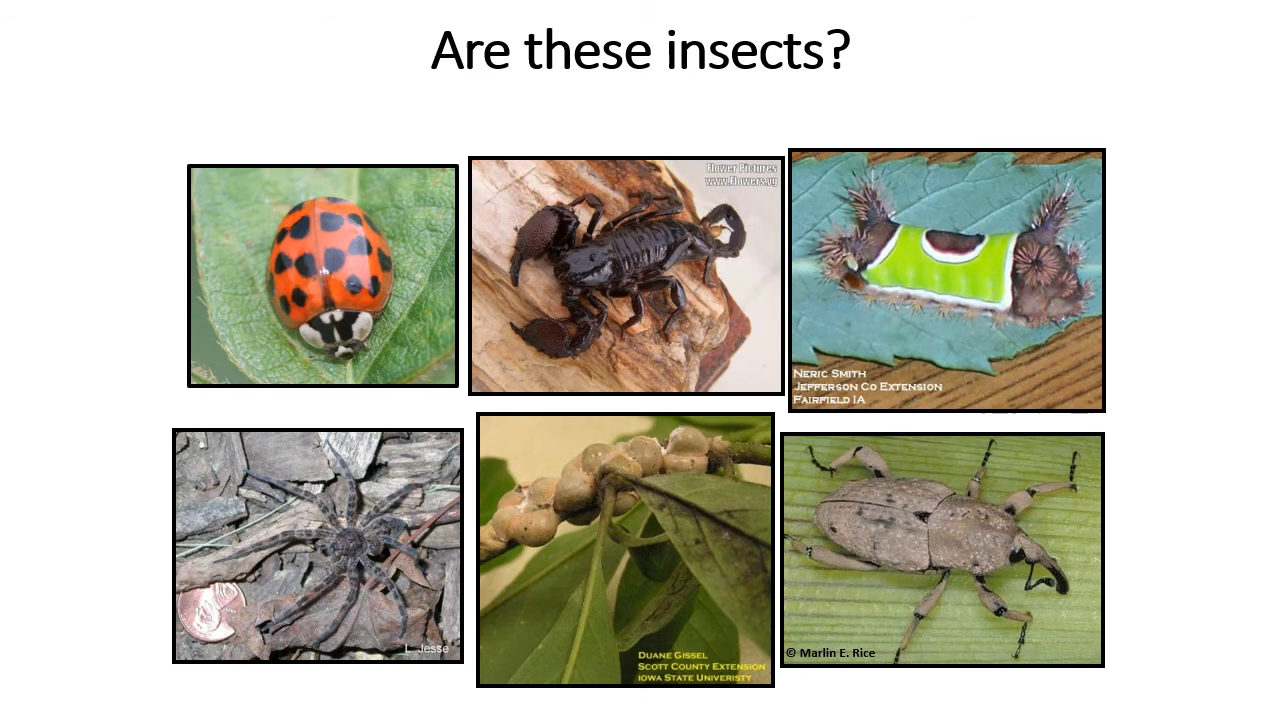 Are these insects?
Flower Pictures
www.Flowers.vg
NERIC SMITH
JEFFERSON CO EXTENSION
FAIRFIELD IA
L. Jesse
DUANE GISSEL
SCOTT COUNTY EXTENSION
IOWA STATE UNIVERISTY
© Marlin E. Rice